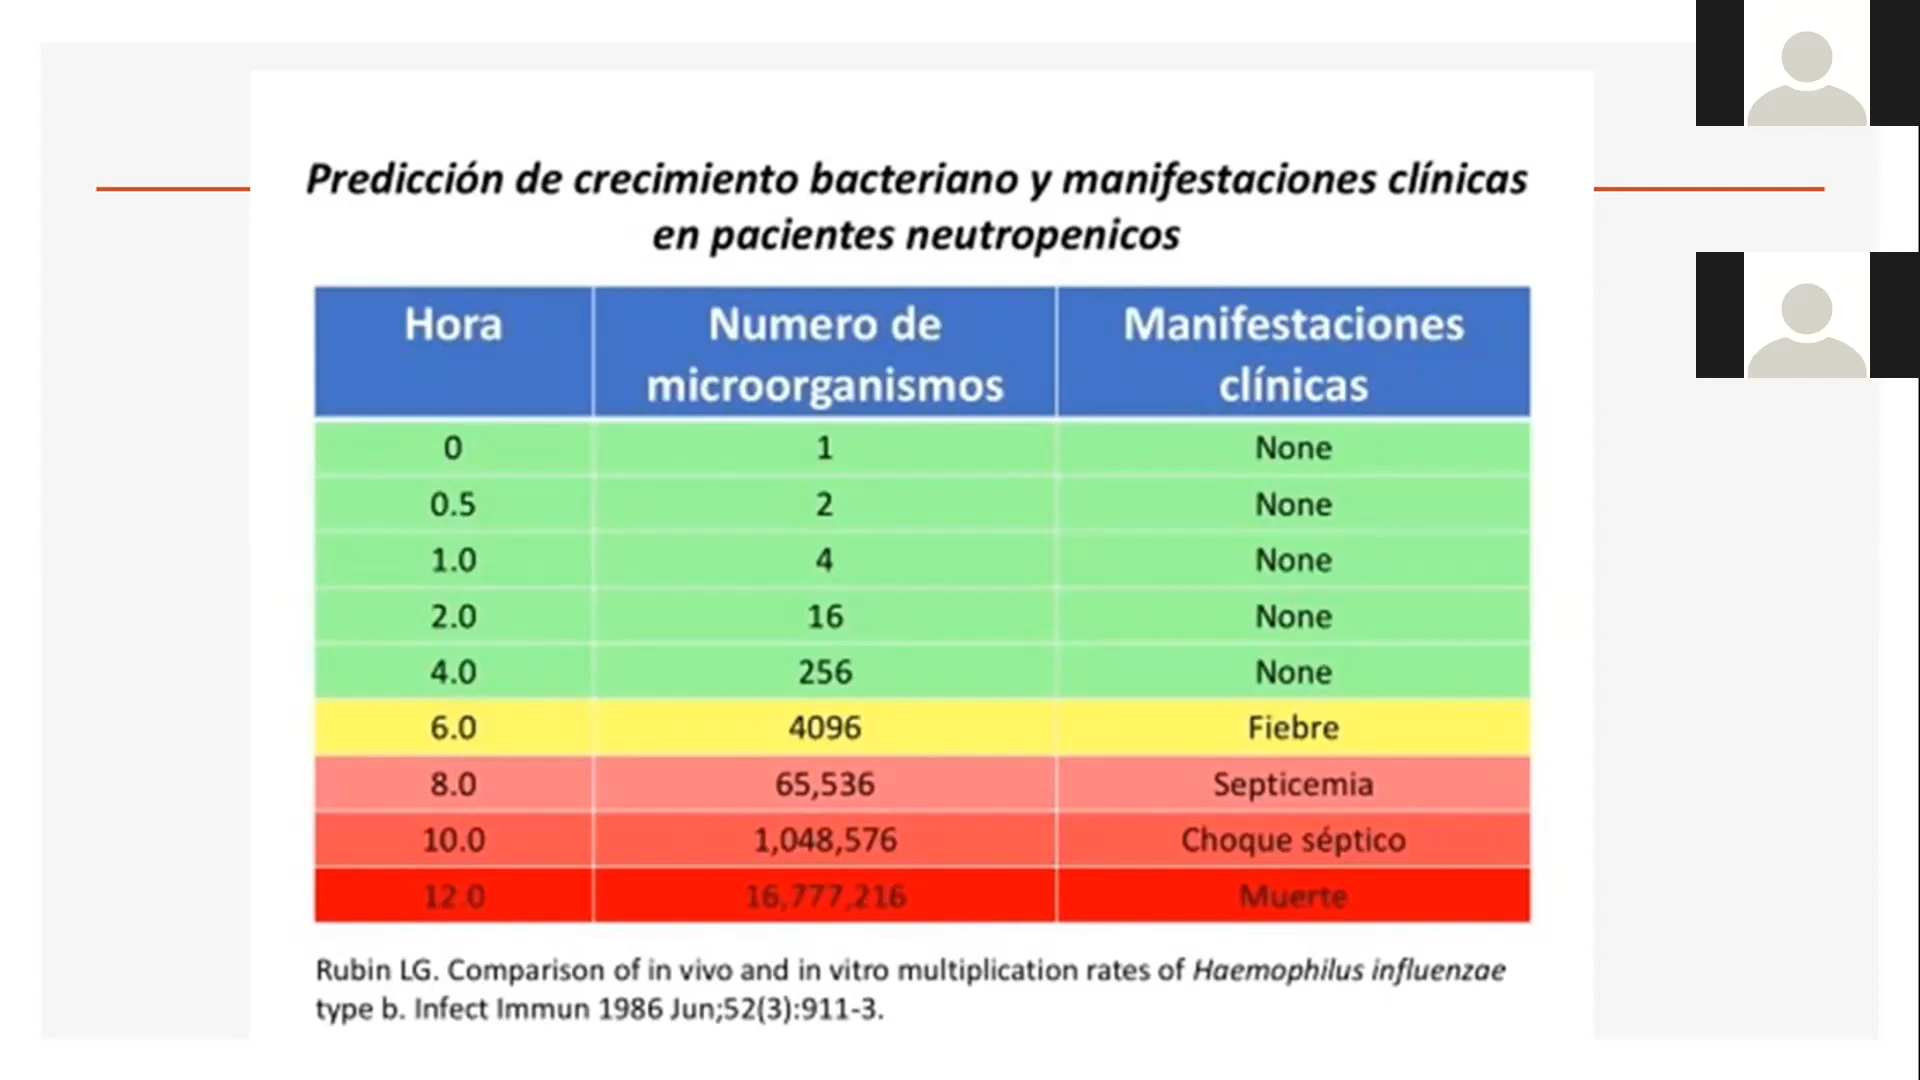 Predicción de crecimiento bacteriano y manifestaciones clínicas
en pacientes neutropenicos
Hora Numero de microorganismos Manifestaciones clínicas
0 1 None
0.5 2 None
1.0 4 None
2.0 16 None
4.0 256 None
6.0 4096 Fiebre
8.0 65,536 Septicemia
10.0 1,048,576 Choque séptico
12.0 16,777,216 Muerte
Rubin LG. Comparison of in vivo and in vitro multiplication rates of Haemophilus influenzae
type b. Infect Immun 1986 Jun;52(3):911-3.